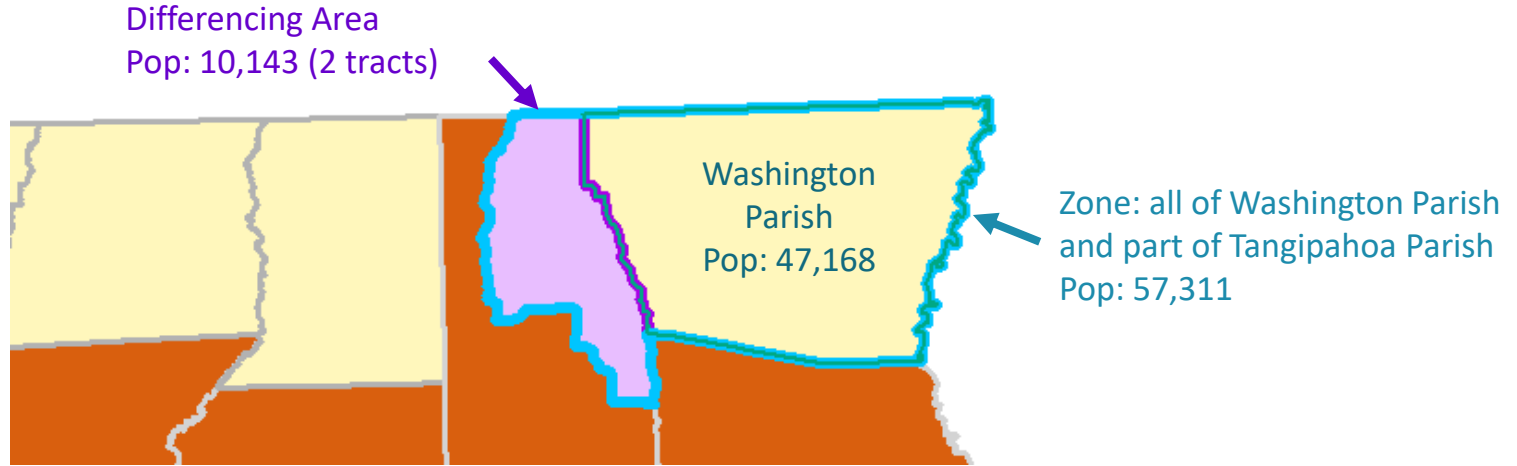 Differencing Area
Pop: 10,143 (2 tracts)
Washington
Parish
Pop: 47,168
Zone: all of Washington Parish
and part of Tangipahoa Parish
Pop: 57,311